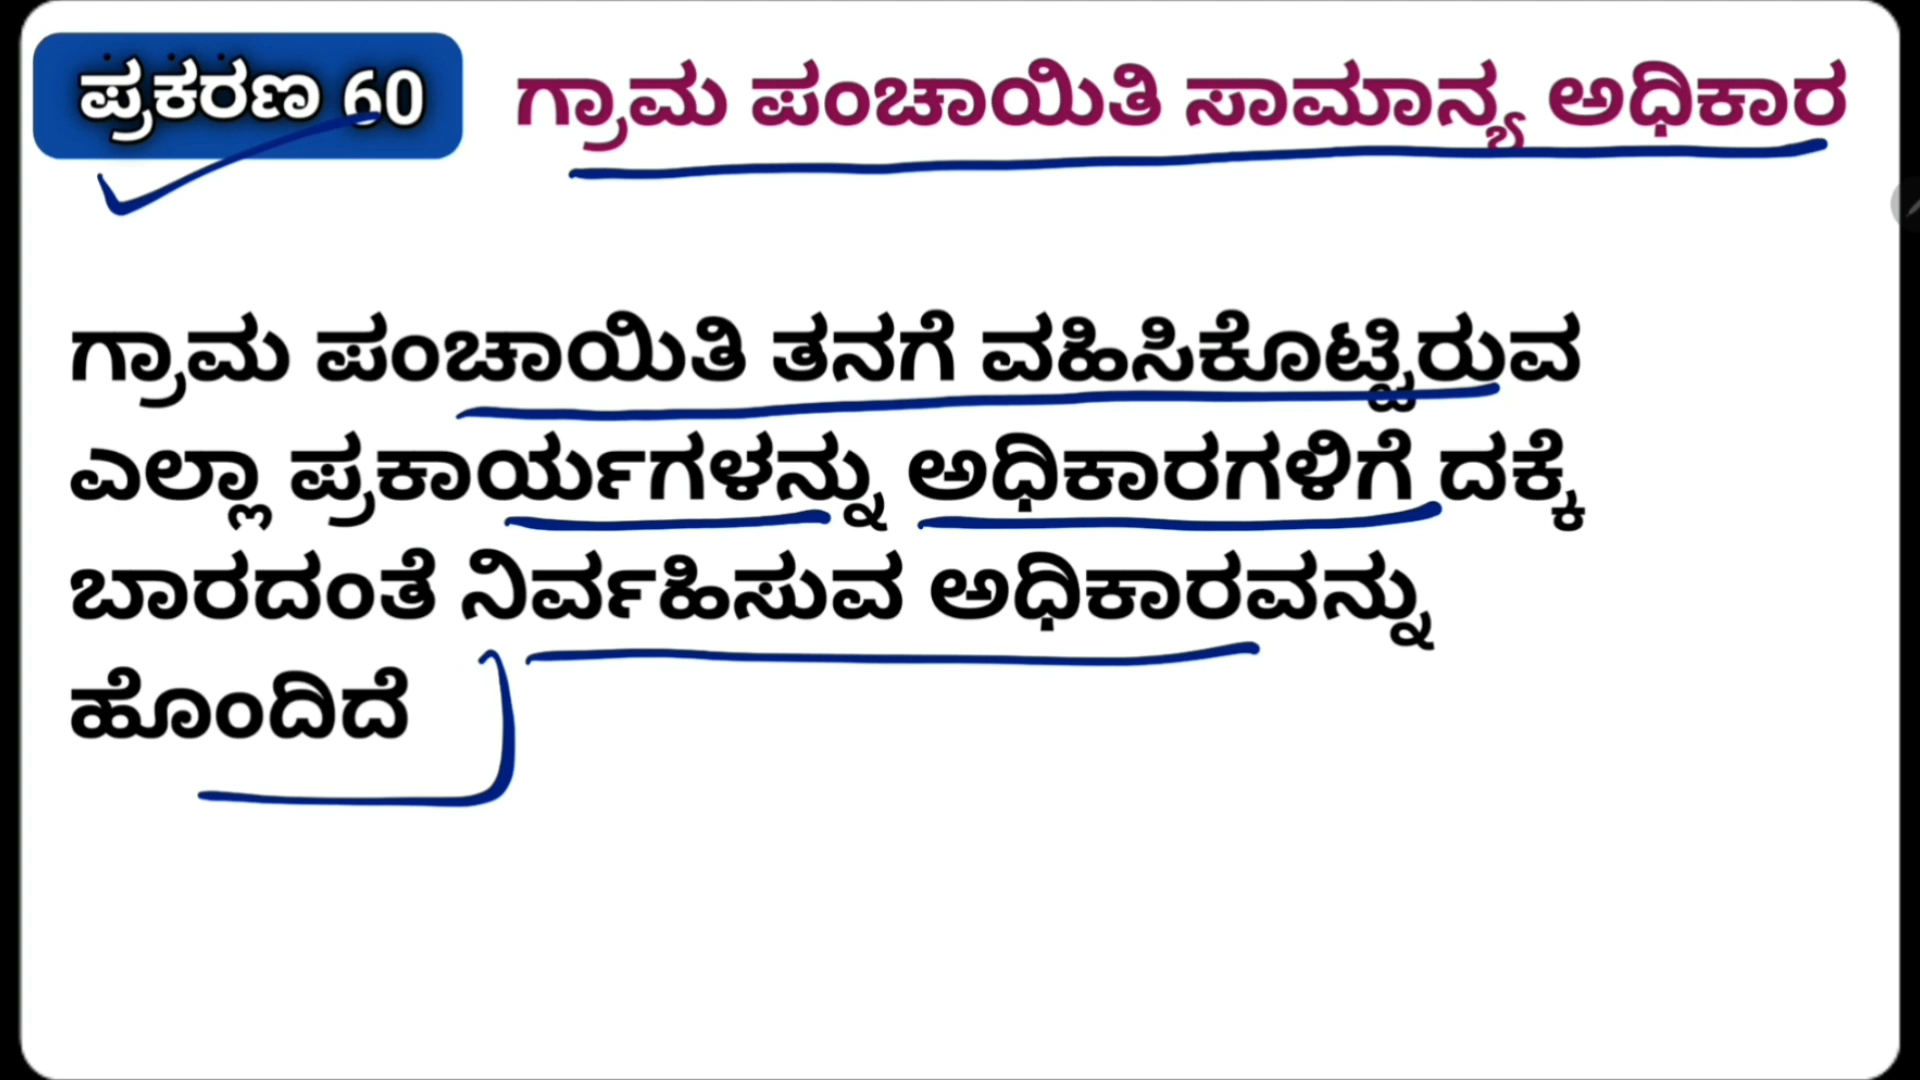 ಪ್ರಕರಣ 60 ಗ್ರಾಮ ಪಂಚಾಯಿತಿ ಸಾಮಾನ್ಯ ಅಧಿಕಾರ
ಗ್ರಾಮ ಪಂಚಾಯಿತಿ ತನಗೆ ವಹಿಸಿಕೊಟ್ಟಿರುವ
ಎಲ್ಲಾ ಪ್ರಕಾರ್ಯಗಳನ್ನು ಅಧಿಕಾರಗಳಿಗೆ ದಕ್ಕೆ
ಬಾರದಂತೆ ನಿರ್ವಹಿಸುವ ಅಧಿಕಾರವನ್ನು
ಹೊಂದಿದೆ